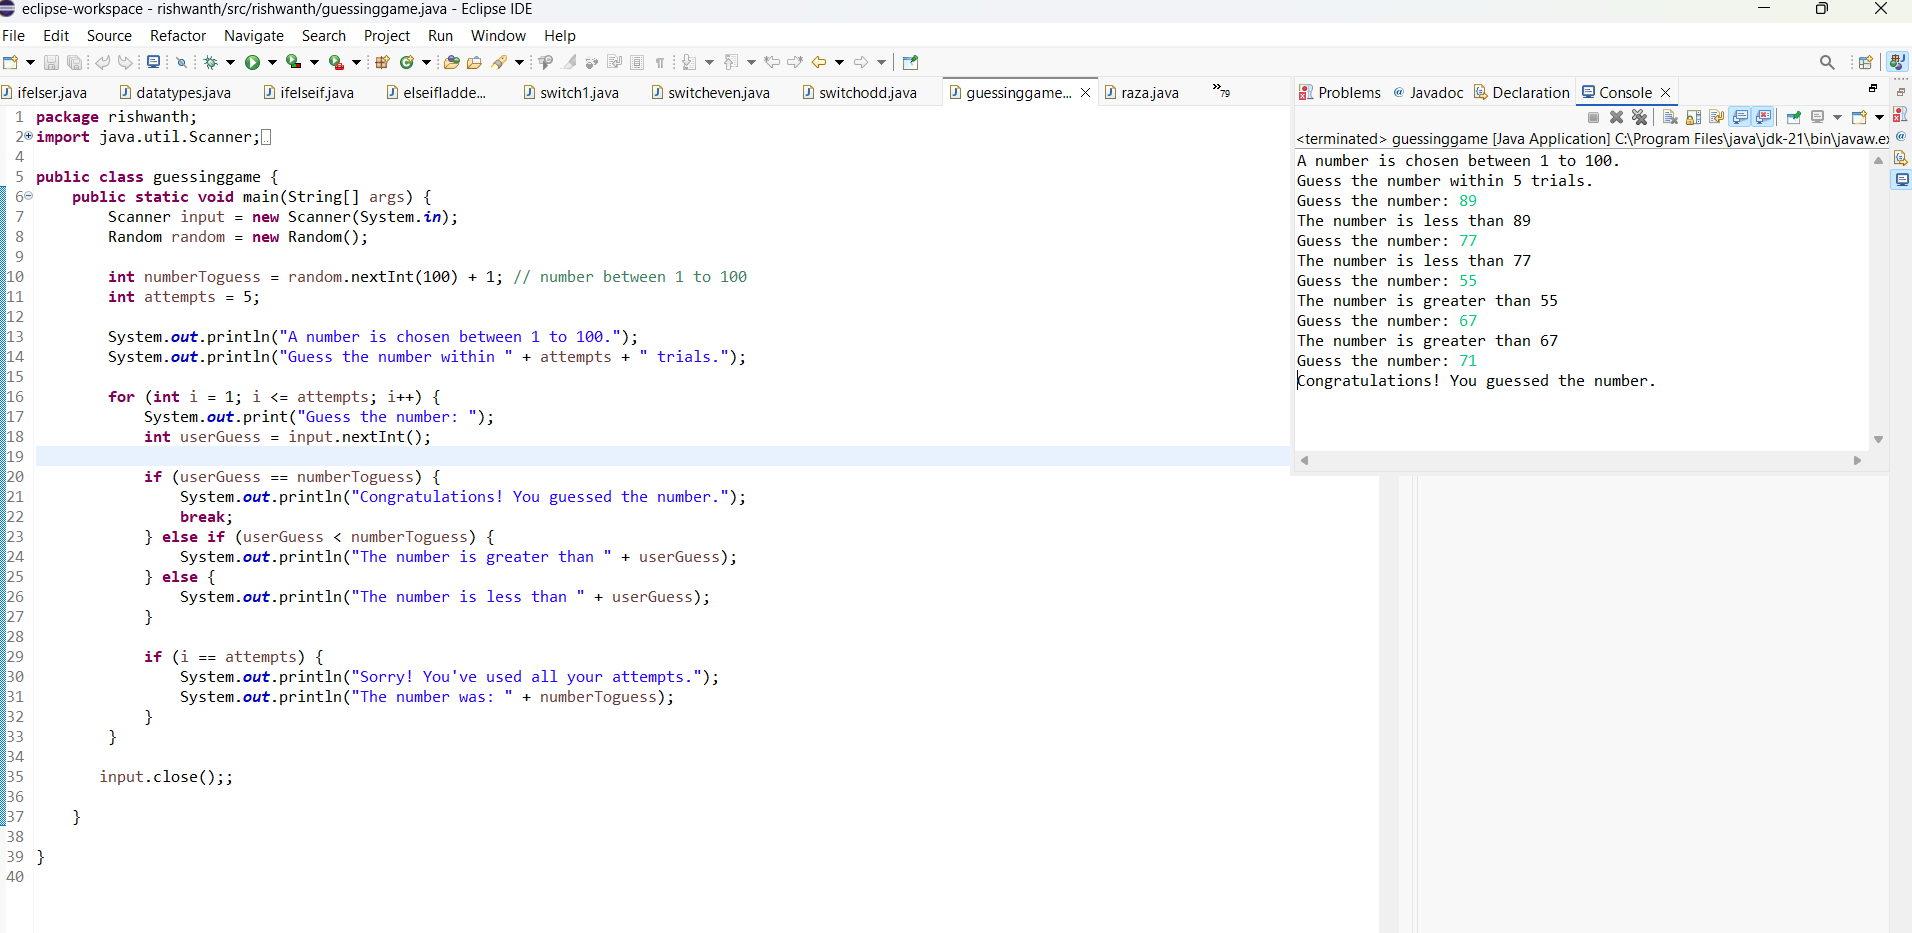 eclipse-workspace - rishwanth/src/rishwanth/guessinggame.java - Eclipse IDE
File Edit Source Refactor Navigate Search Project Run Window Help
ifelser.java datatypes.java ifelseif.java elseifladde... switch1.java switcheven.java switchodd.java guessinggame... raza.java »79
1 package rishwanth;
2 import java.util.Scanner;
4
5 public class guessinggame {
6 public static void main(String[] args) {
7 Scanner input = new Scanner(System.in);
8 Random random = new Random();
9
10 int numberToguess = random.nextInt(100) + 1; // number between 1 to 100
11 int attempts = 5;
12
13 System.out.println("A number is chosen between 1 to 100.");
14 System.out.println("Guess the number within " + attempts + " trials.");
15
16 for (int i = 1; i <= attempts; i++) {
17 System.out.print("Guess the number: ");
18 int userGuess = input.nextInt();
19
20 if (userGuess == numberToguess) {
21 System.out.println("Congratulations! You guessed the number.");
22 break;
23 } else if (userGuess < numberToguess) {
24 System.out.println("The number is greater than " + userGuess);
25 } else {
26 System.out.println("The number is less than " + userGuess);
27 }
28
29 if (i == attempts) {
30 System.out.println("Sorry! You've used all your attempts.");
31 System.out.println("The number was: " + numberToguess);
32 }
33 }
34
35 input.close();;
36
37 }
38
39 }
40
Problems @ Javadoc Declaration Console
<terminated> guessinggame [Java Application] C:\Program Files\java\jdk-21\bin\javaw.ex
A number is chosen between 1 to 100.
Guess the number within 5 trials.
Guess the number: 89
The number is less than 89
Guess the number: 77
The number is less than 77
Guess the number: 55
The number is greater than 55
Guess the number: 67
The number is greater than 67
Guess the number: 71
Congratulations! You guessed the number.